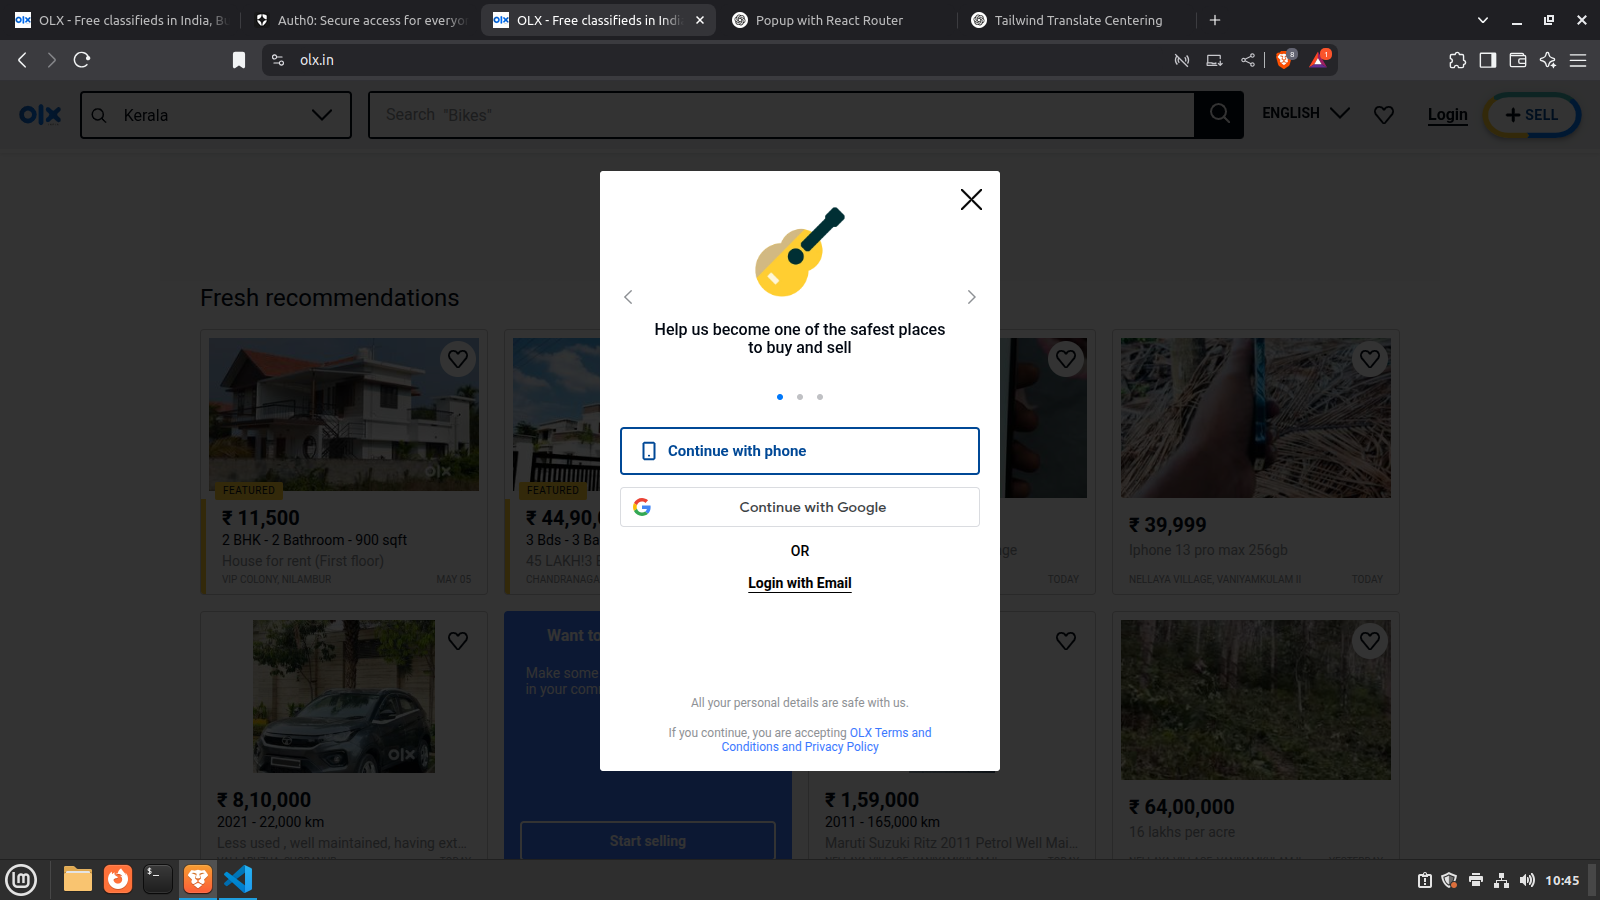 OLX - Free classifieds in India, Bu
Auth0: Secure access for everyon
OLX - Free classifieds in Indi
Popup with React Router
Tailwind Translate Centering
olx.in
8
1
olx
Kerala
Search "Bikes"
ENGLISH
Login
SELL
Help us become one of the safest places
to buy and sell
Continue with phone
Continue with Google
OR
Login with Email
All your personal details are safe with us.
If you continue, you are accepting OLX Terms and
Conditions and Privacy Policy
Fresh recommendations
olx
FEATURED
₹ 11,500
2 BHK - 2 Bathroom - 900 sqft
House for rent (First floor)
VIP COLONY, NILAMBUR
MAY 05
FEATURED
₹ 44,90,0
3 Bds - 3 Ba
45 LAKH!3 B
CHANDRANAGA
ge
TODAY
₹ 39,999
Iphone 13 pro max 256gb
NELLAYA VILLAGE, VANIYAMKULAM II
TODAY
olx
₹ 8,10,000
2021 - 22,000 km
Less used , well maintained, having ext...
Want to
Make some
in your com
Start selling
₹ 1,59,000
2011 - 165,000 km
Maruti Suzuki Ritz 2011 Petrol Well Mai...
₹ 64,00,000
16 lakhs per acre
10:45